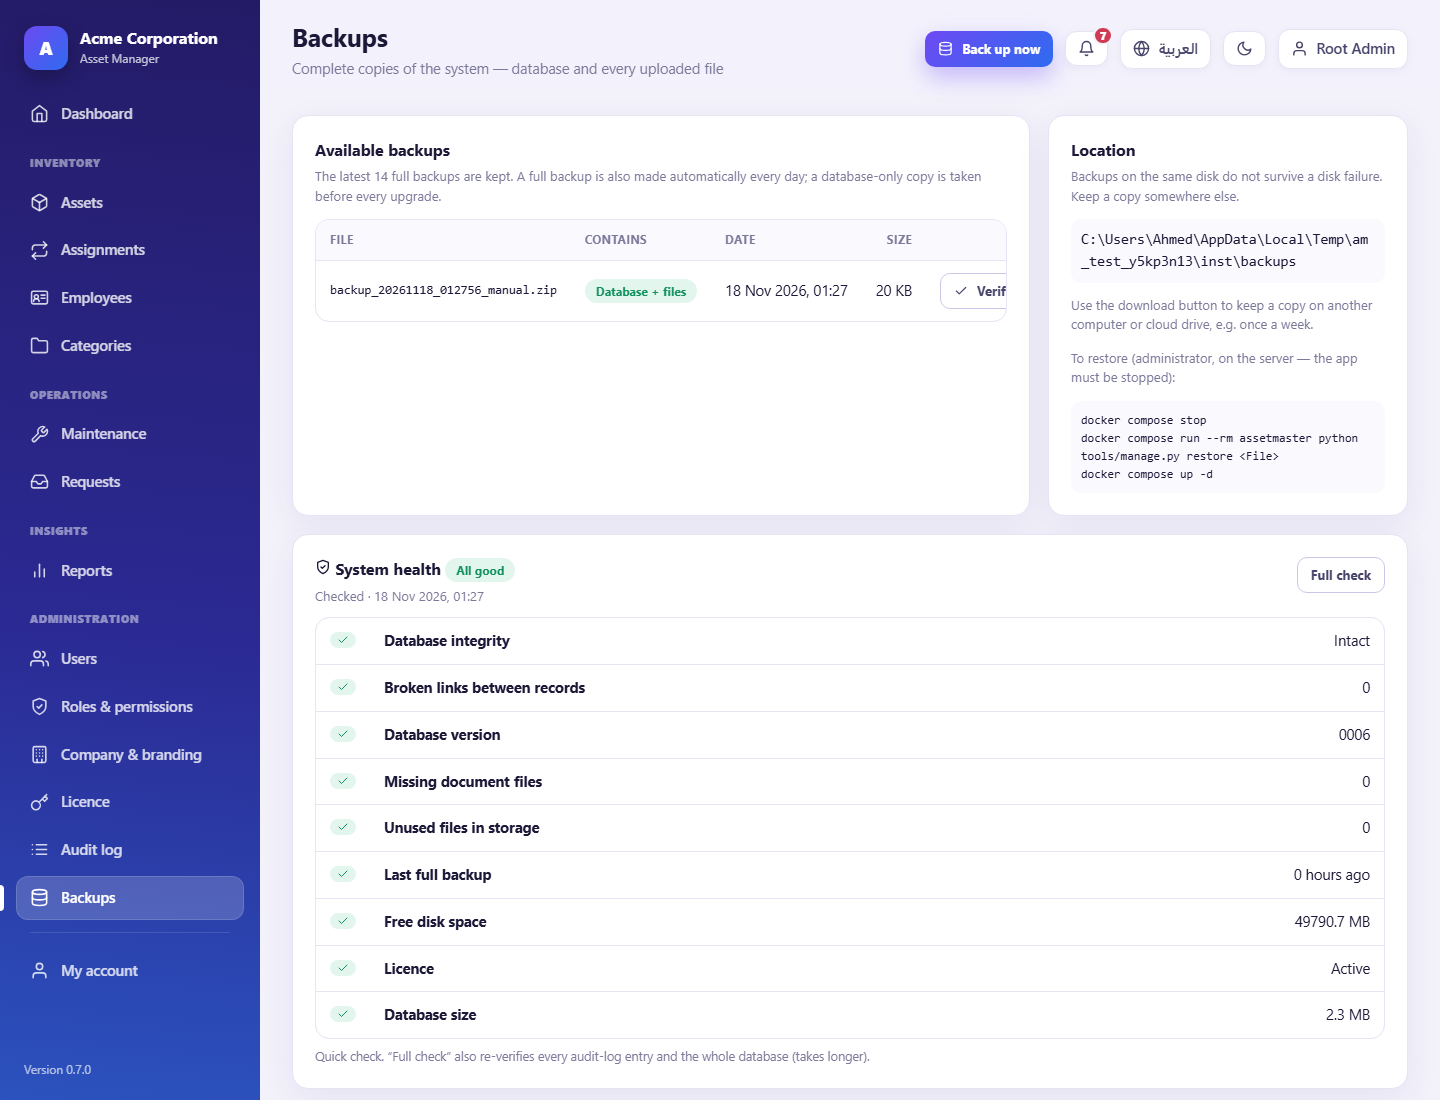 A
Acme Corporation
Asset Manager
Dashboard
INVENTORY
Assets
Assignments
Employees
Categories
OPERATIONS
Maintenance
Requests
INSIGHTS
Reports
ADMINISTRATION
Users
Roles & permissions
Company & branding
Licence
Audit log
Backups
My account
Version 0.7.0
Backups
Complete copies of the system — database and every uploaded file
Back up now
7
العربية
Root Admin
Available backups
The latest 14 full backups are kept. A full backup is also made automatically every day; a database-only copy is taken
before every upgrade.
FILE CONTAINS DATE SIZE
backup_20261118_012756_manual.zip Database + files 18 Nov 2026, 01:27 20 KB Verif
Location
Backups on the same disk do not survive a disk failure.
Keep a copy somewhere else.
C:\Users\Ahmed\AppData\Local\Temp\am
_test_y5kp3n13\inst\backups
Use the download button to keep a copy on another
computer or cloud drive, e.g. once a week.
To restore (administrator, on the server — the app
must be stopped):
docker compose stop
docker compose run --rm assetmaster python
tools/manage.py restore <File>
docker compose up -d
System health All good
Checked · 18 Nov 2026, 01:27
Full check
Database integrity Intact
Broken links between records 0
Database version 0006
Missing document files 0
Unused files in storage 0
Last full backup 0 hours ago
Free disk space 49790.7 MB
Licence Active
Database size 2.3 MB
Quick check. “Full check” also re-verifies every audit-log entry and the whole database (takes longer).